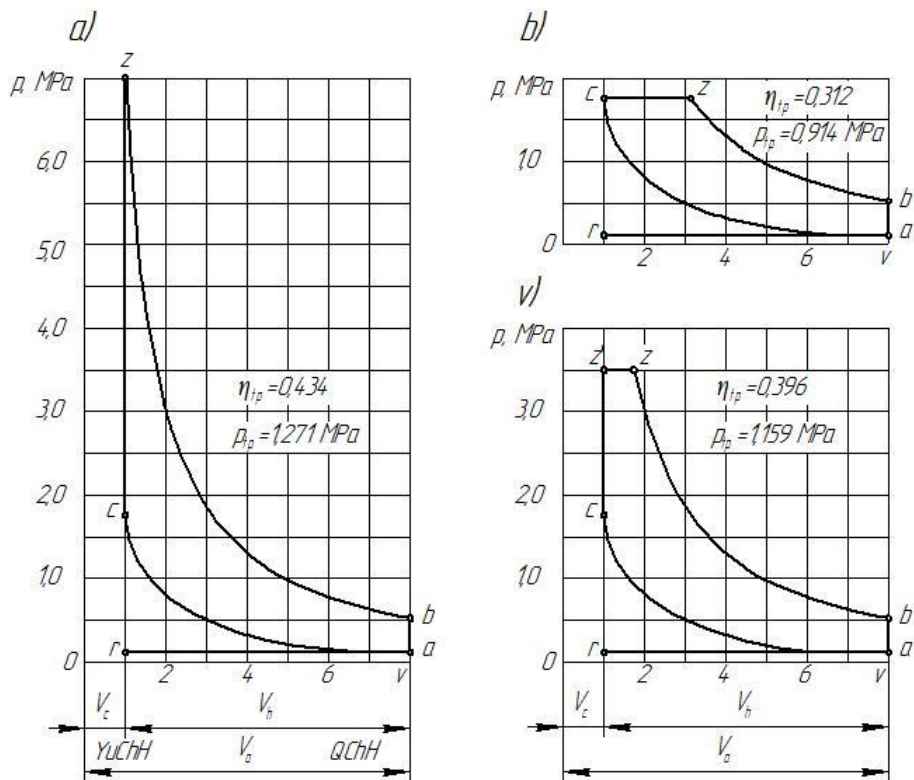 a)
z
p, MPa
6,0
5,0
4,0
3,0
2,0
1,0
0
c
r
b
a
2
4
6
v
η_tp=0,434
p_tp=1,271 MPa
V_c
V_h
YuChH
V_a
QChH
b)
p, MPa
c
z
η_tp=0,312
p_tp=0,914 MPa
1,0
0
r
b
a
2
4
6
v
v)
p, MPa
z
z
η_tp=0,396
p_tp=1,159 MPa
3,0
2,0
1,0
0
c
r
b
a
2
4
6
v
V_c
V_h
V_a